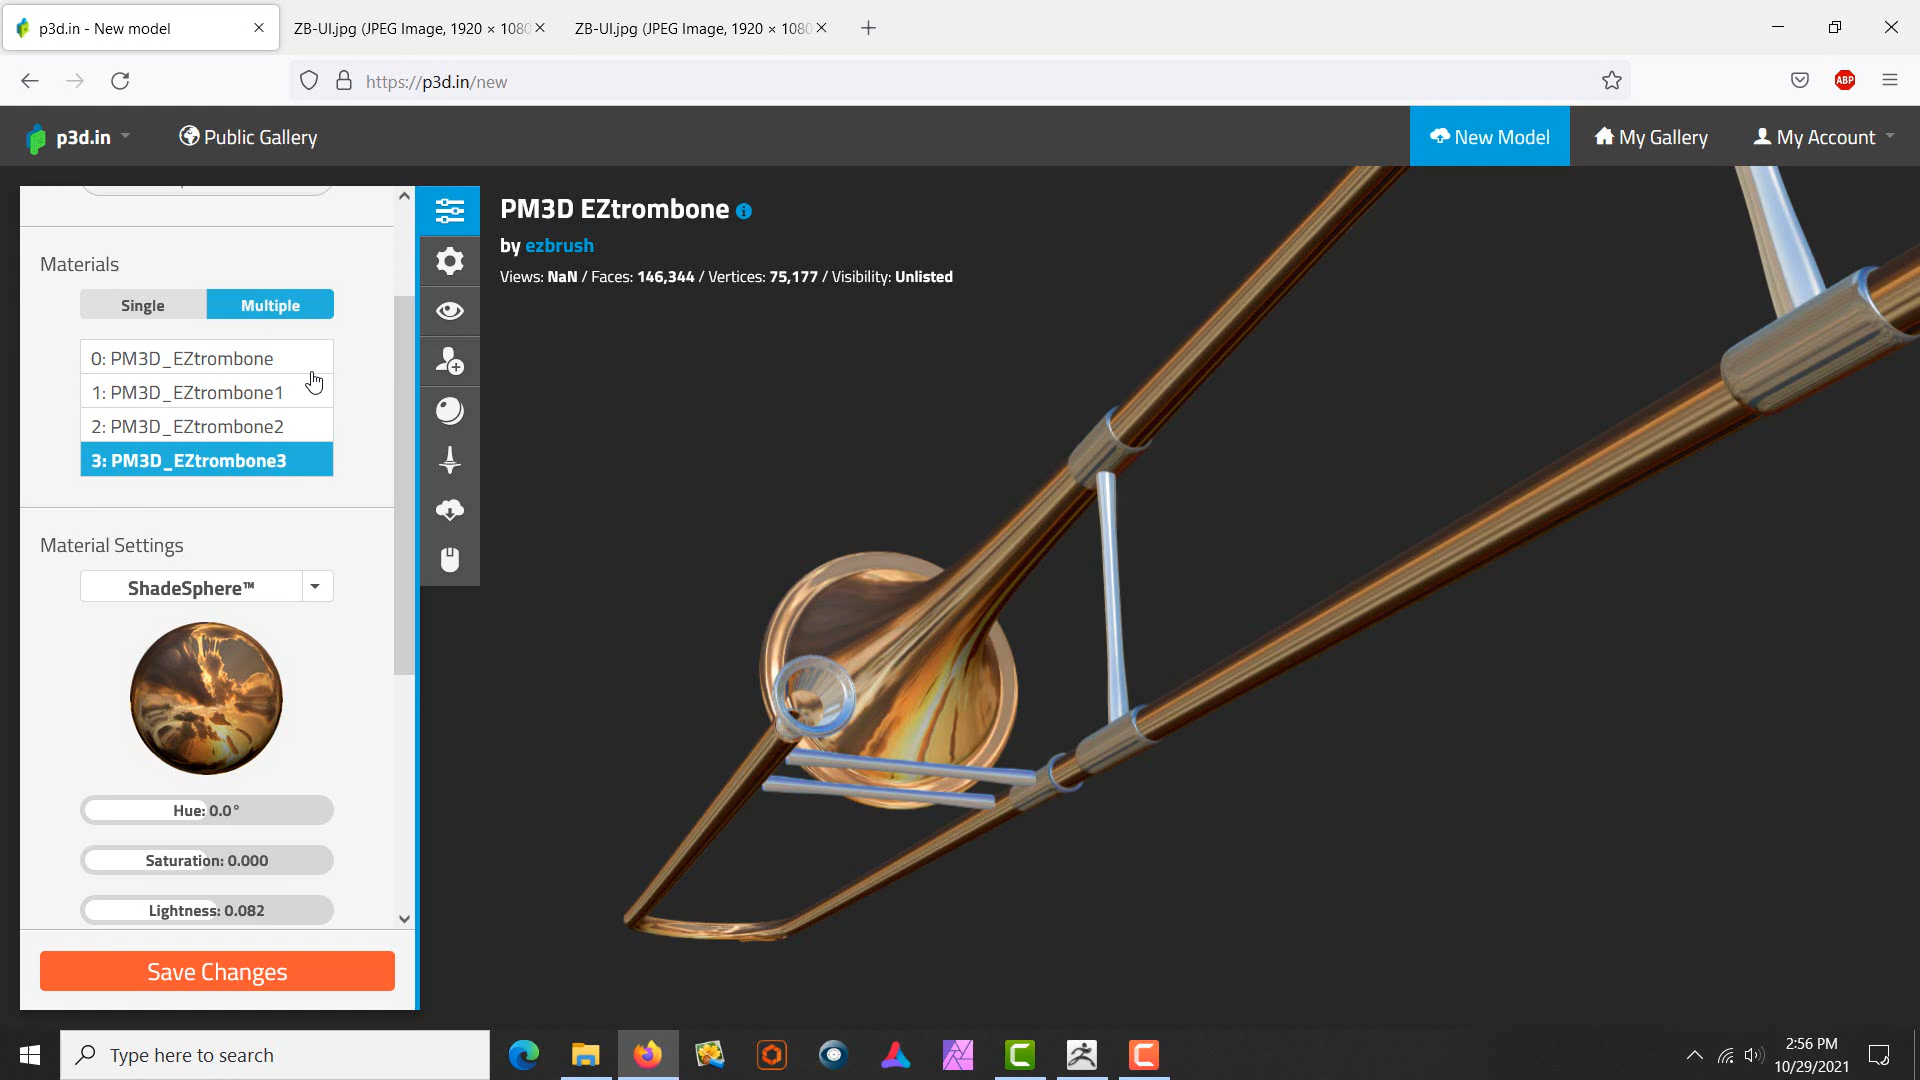 p3d.in - New model
ZB-UI.jpg (JPEG Image, 1920 × 1080
ZB-UI.jpg (JPEG Image, 1920 × 1080
https://p3d.in/new
ABP
p3d.in
Public Gallery
New Model
My Gallery
My Account
PM3D EZtrombone
by ezbrush
Views: NaN / Faces: 146,344 / Vertices: 75,177 / Visibility: Unlisted
Materials
Single
Multiple
0: PM3D_EZtrombone
1: PM3D_EZtrombone1
2: PM3D_EZtrombone2
3: PM3D_EZtrombone3
Material Settings
ShadeSphere™
Hue: 0.0°
Saturation: 0.000
Lightness: 0.082
Save Changes
Type here to search
2:56 PM
10/29/2021